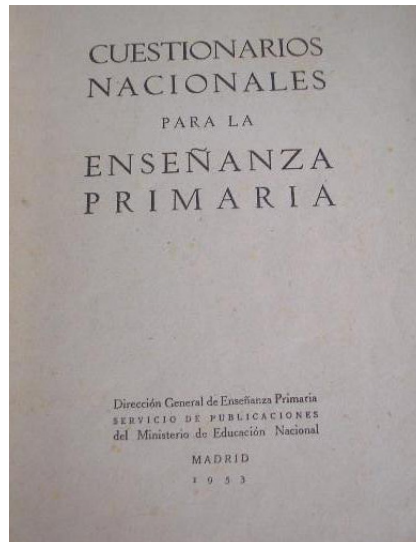 CUESTIONARIOS
NACIONALES
PARA LA
ENSEÑANZA
PRIMARIA
Dirección General de Enseñanza Primaria
SERVICIO DE PUBLICACIONES
del Ministerio de Educación Nacional
MADRID
1953